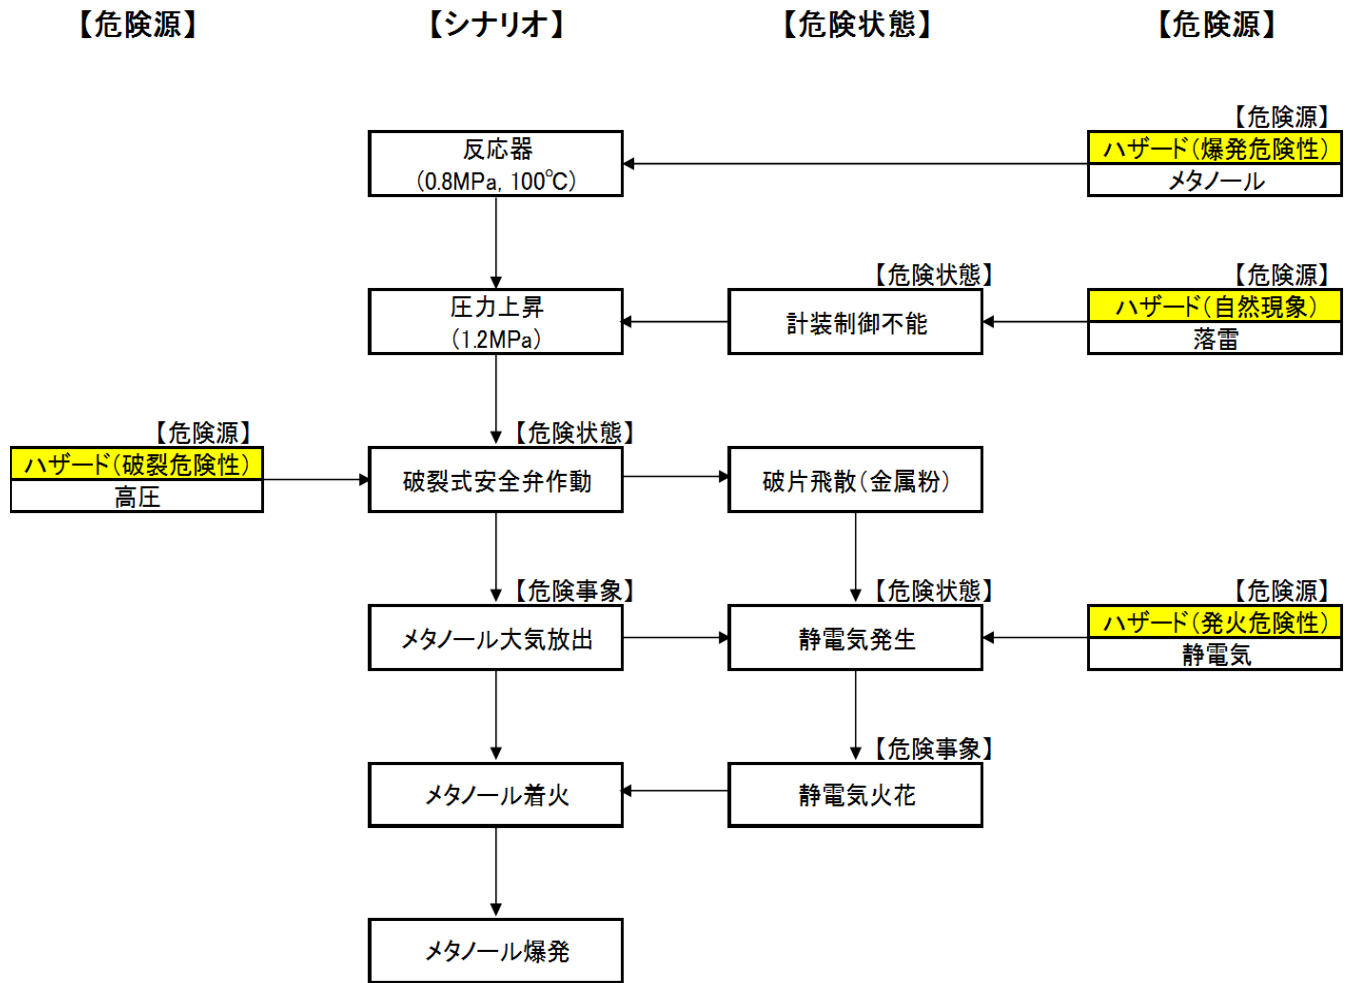 【危険源】
【シナリオ】
【危険状態】
【危険源】
【危険源】
反応器
(0.8MPa, 100℃)
ハザード(爆発危険性)
メタノール
【危険状態】
【危険源】
圧力上昇
(1.2MPa)
計装制御不能
ハザード(自然現象)
落雷
【危険源】
【危険状態】
ハザード(破裂危険性)
高圧
破裂式安全弁作動
破片飛散(金属粉)
【危険事象】
【危険状態】
【危険源】
メタノール大気放出
静電気発生
ハザード(発火危険性)
静電気
【危険事象】
メタノール着火
静電気火花
メタノール爆発